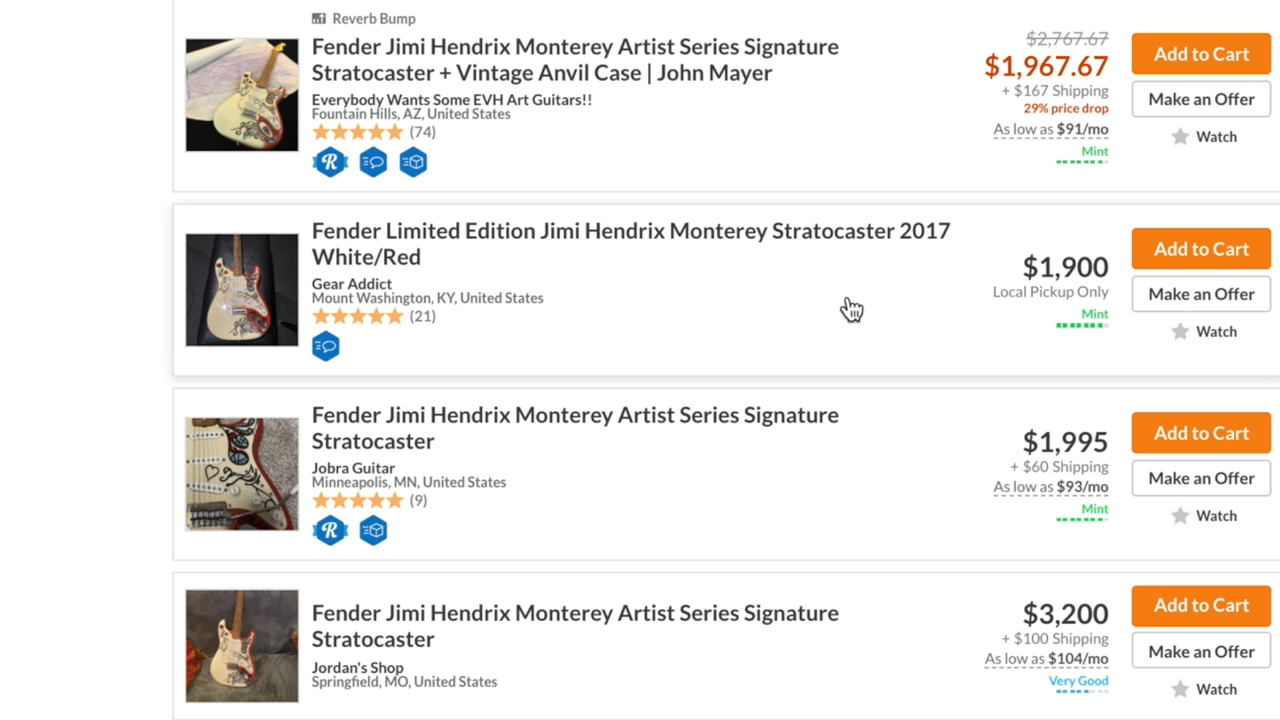 Reverb Bump
Fender Jimi Hendrix Monterey Artist Series Signature
Stratocaster + Vintage Anvil Case | John Mayer
Everybody Wants Some EVH Art Guitars!!
Fountain Hills, AZ, United States
(74)
R
$2,767.67
$1,967.67
+ $167 Shipping
29% price drop
As low as $91/mo
Mint
Add to Cart
Make an Offer
Watch
Fender Limited Edition Jimi Hendrix Monterey Stratocaster 2017
White/Red
Gear Addict
Mount Washington, KY, United States
(21)
$1,900
Local Pickup Only
Mint
Add to Cart
Make an Offer
Watch
Fender Jimi Hendrix Monterey Artist Series Signature
Stratocaster
Jobra Guitar
Minneapolis, MN, United States
(9)
R
$1,995
+ $60 Shipping
As low as $93/mo
Mint
Add to Cart
Make an Offer
Watch
Fender Jimi Hendrix Monterey Artist Series Signature
Stratocaster
Jordan's Shop
Springfield, MO, United States
$3,200
+ $100 Shipping
As low as $104/mo
Very Good
Add to Cart
Make an Offer
Watch